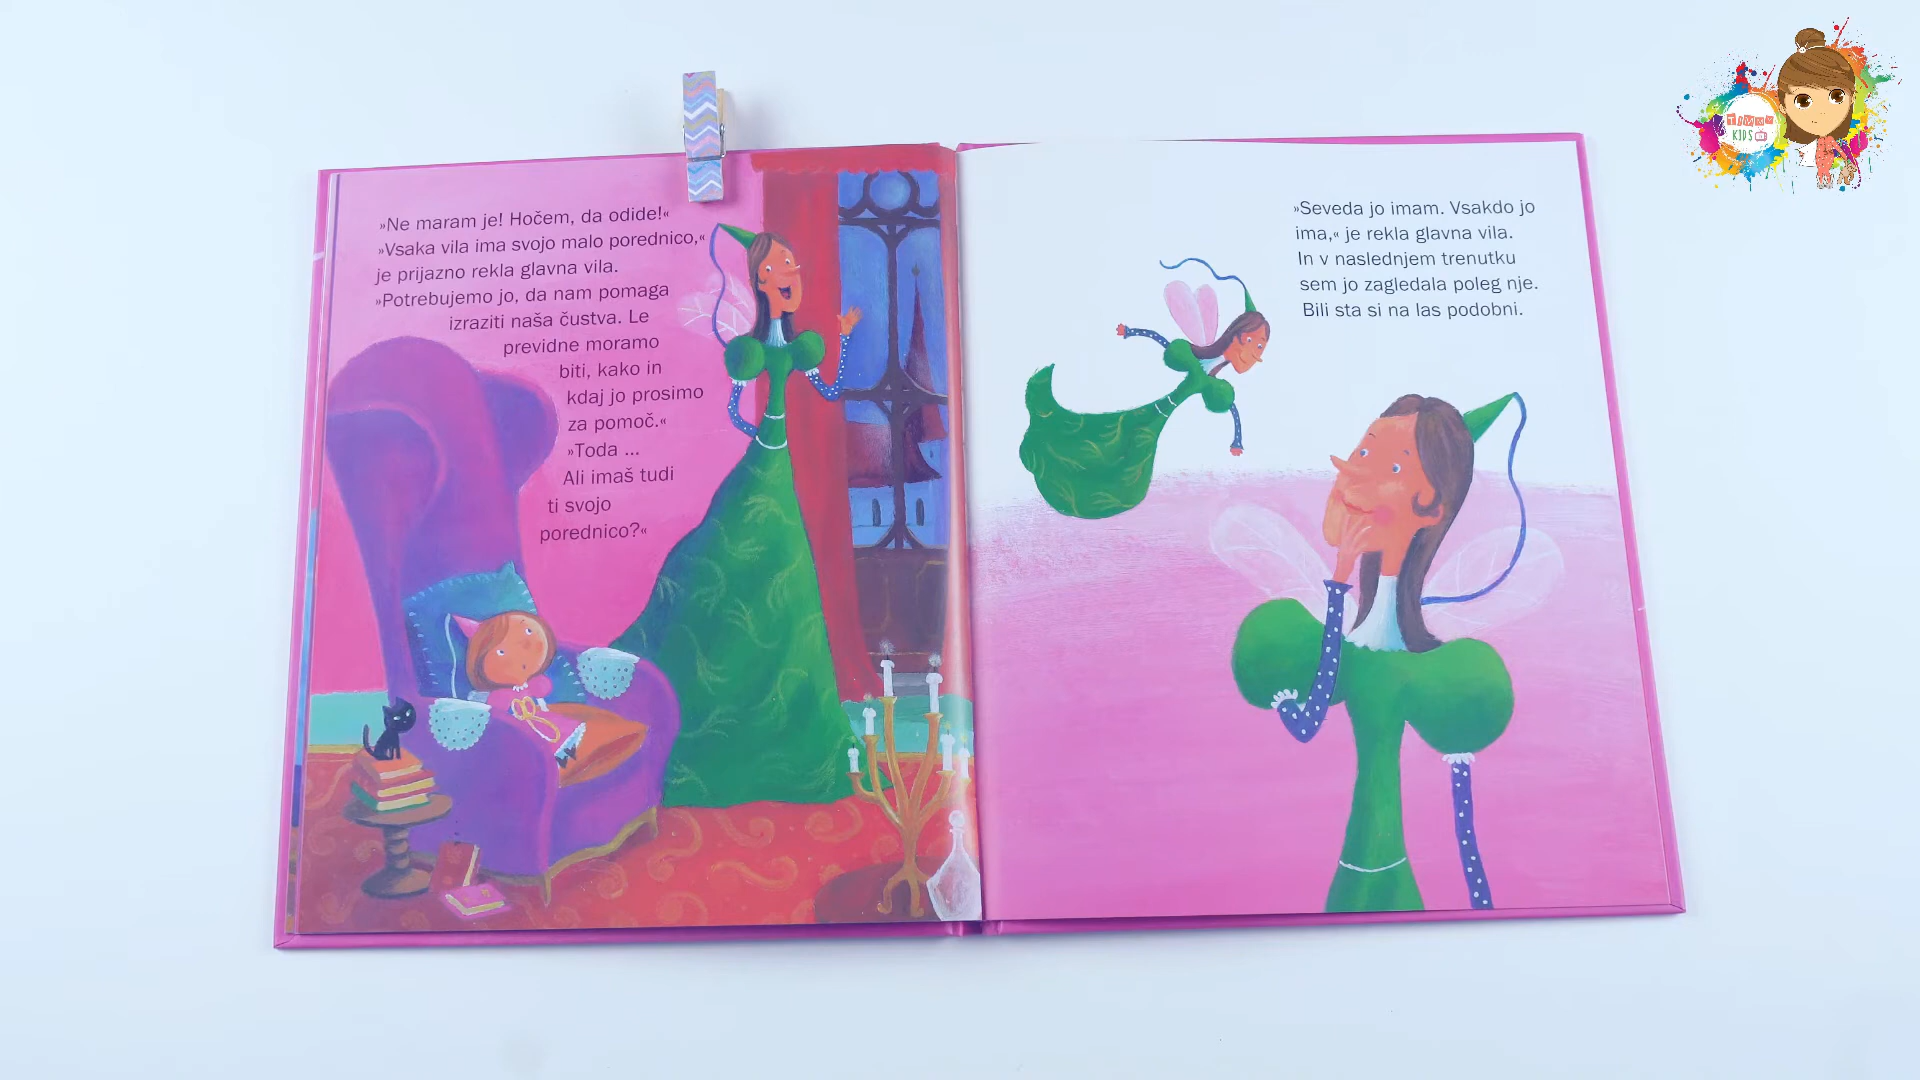 »Ne maram je! Hočem, da odide!«
»Vsaka vila ima svojo malo porednico,«
je prijazno rekla glavna vila.
»Potrebujemo jo, da nam pomaga
izraziti naša čustva. Le
previdne moramo
biti, kako in
kdaj jo prosimo
za pomoč.«
»Toda ...
Ali imaš tudi
ti svojo
porednico?«
»Seveda jo imam. Vsakdo jo
ima,« je rekla glavna vila.
In v naslednjem trenutku
sem jo zagledala poleg nje.
Bili sta si na las podobni.
KIDS